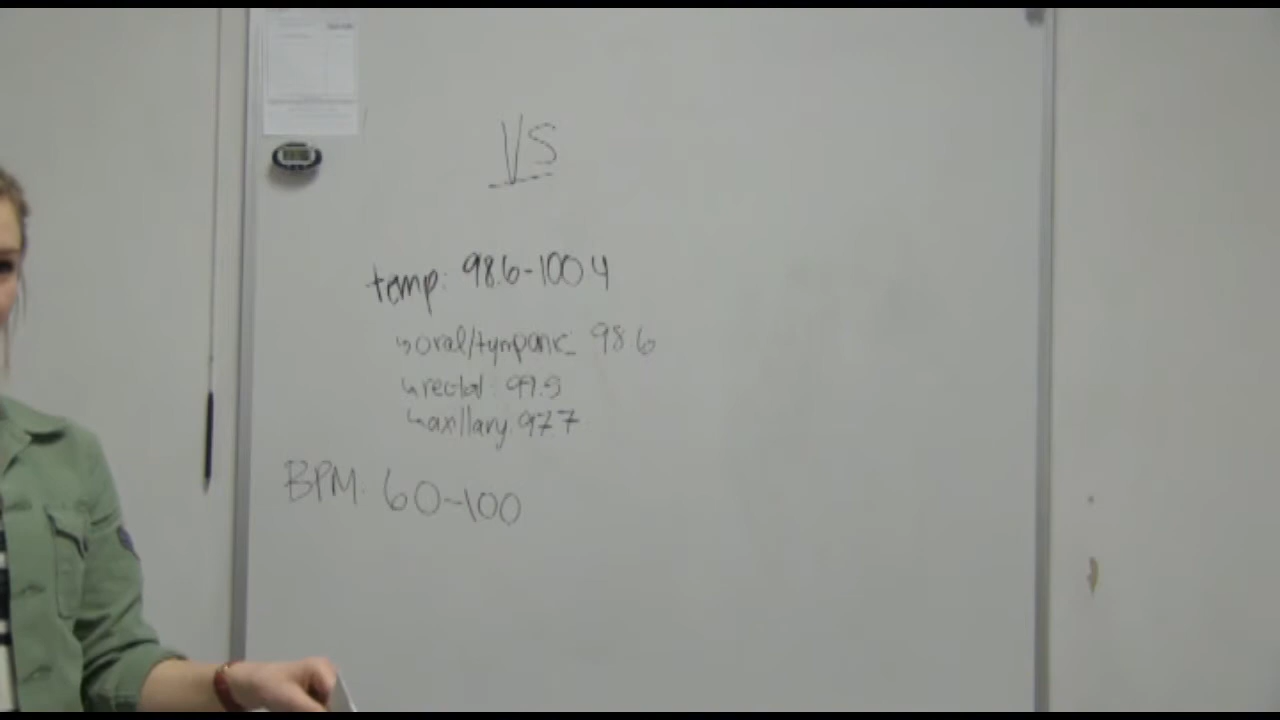 VS
temp: 98.6-100.4
↳oral/tympanic- 98.6
↳rectal: 99.5
↳axillary: 97.7
BPM: 60-100